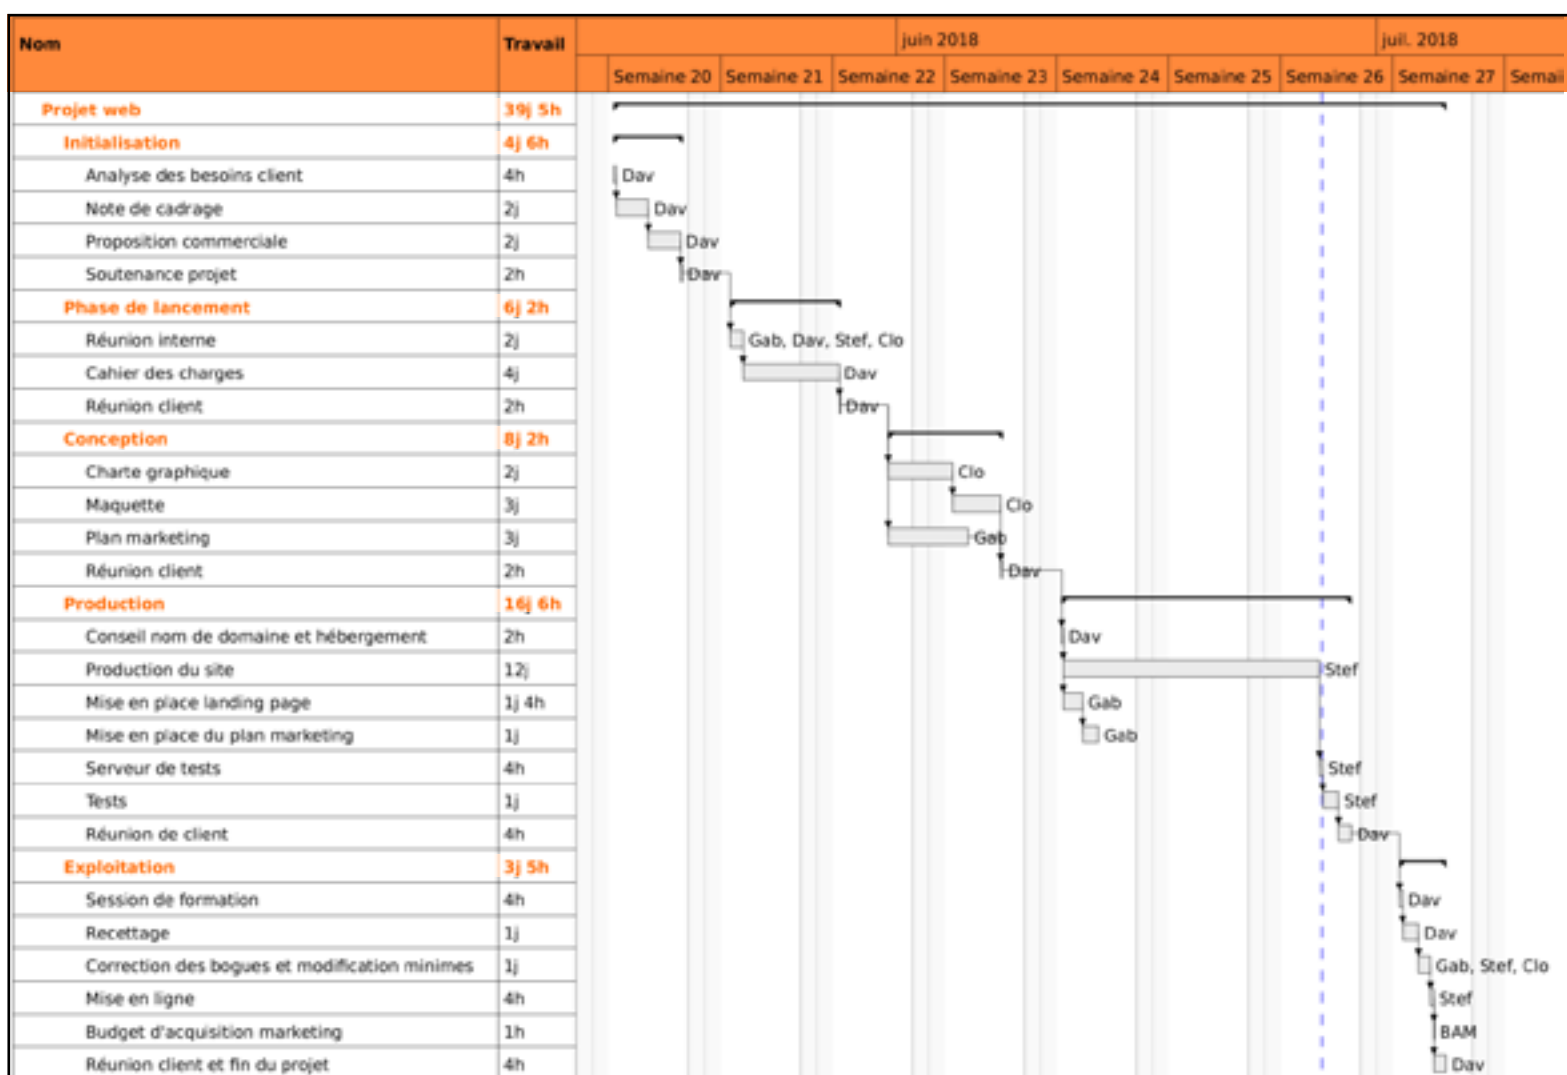 Nom Travail juin 2018 juil. 2018
Semaine 20 Semaine 21 Semaine 22 Semaine 23 Semaine 24 Semaine 25 Semaine 26 Semaine 27 Semai
Projet web 39j 5h
Initialisation 4j 6h
Analyse des besoins client 4h Dav
Note de cadrage 2j Dav
Proposition commerciale 2j Dav
Soutenance projet 2h Dav
Phase de lancement 6j 2h
Réunion interne 2j Gab, Dav, Stef, Clo
Cahier des charges 4j Dav
Réunion client 2h Dav
Conception 8j 2h
Charte graphique 2j Clo
Maquette 3j Clo
Plan marketing 3j Gab
Réunion client 2h Dav
Production 16j 6h
Conseil nom de domaine et hébergement 2h Dav
Production du site 12j Stef
Mise en place landing page 1j 4h Gab
Mise en place du plan marketing 1j Gab
Serveur de tests 4h Stef
Tests 1j Stef
Réunion de client 4h Dav
Exploitation 3j 5h
Session de formation 4h Dav
Recettage 1j Dav
Correction des bogues et modification minimes 1j Gab, Stef, Clo
Mise en ligne 4h Stef
Budget d'acquisition marketing 1h BAM
Réunion client et fin du projet 4h Dav